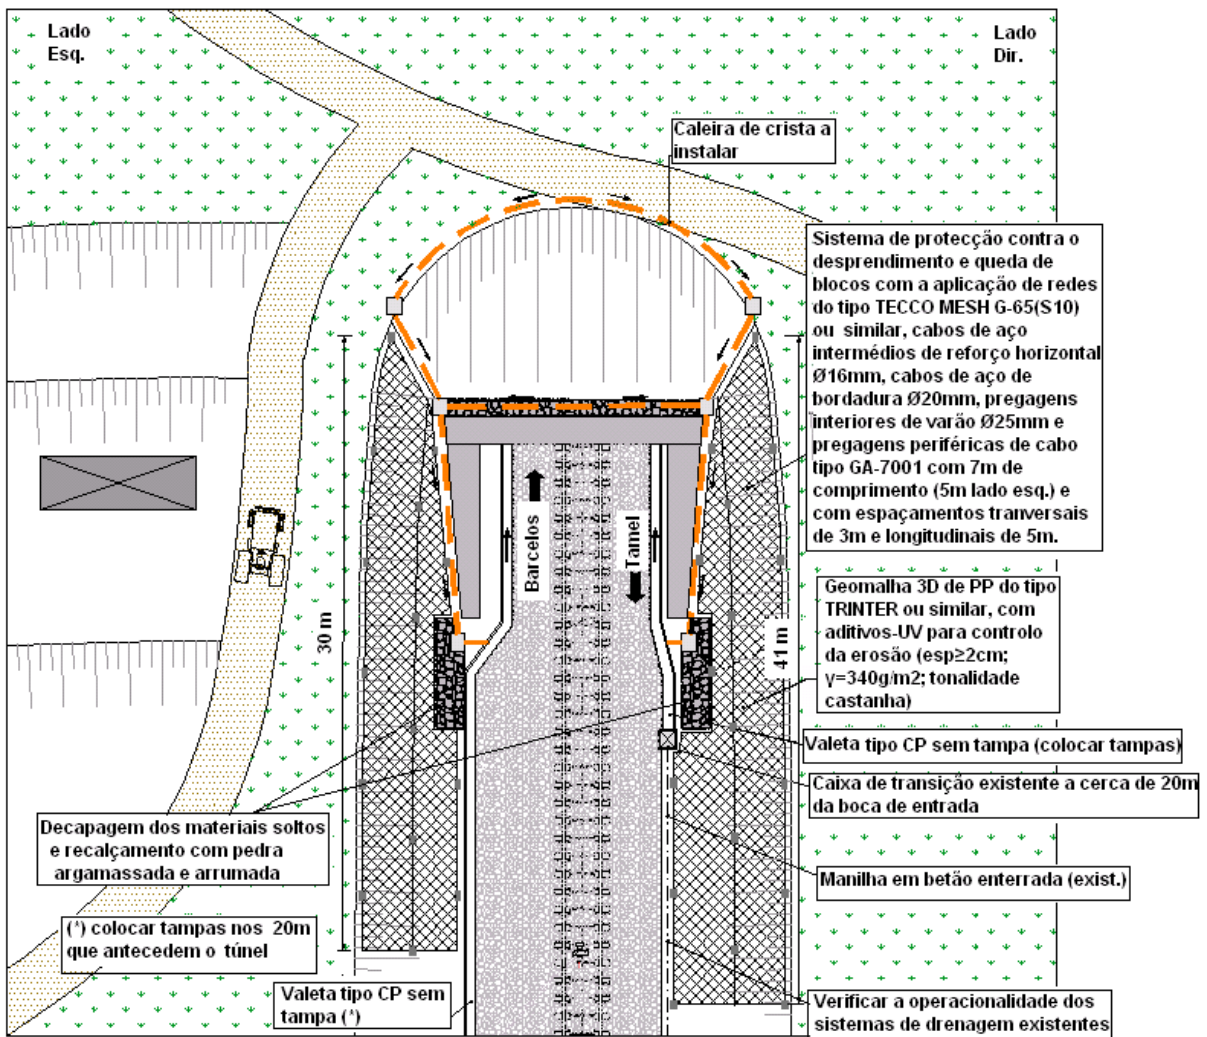 Lado
Esq.
Lado
Dir.
Caleira de crista a
instalar
Sistema de protecção contra o
desprendimento e queda de
blocos com a aplicação de redes
do tipo TECCO MESH G-65(S10)
ou similar, cabos de aço
intermédios de reforço horizontal
Ø16mm, cabos de aço de
bordadura Ø20mm, pregagens
interiores de varão Ø25mm e
pregagens periféricas de cabo
tipo GA-7001 com 7m de
comprimento (5m lado esq.) e
com espaçamentos tranversais
de 3m e longitudinais de 5m.
Barcelos
Tamel
30 m
41 m
Geomalha 3D de PP do tipo
TRINTER ou similar, com
aditivos-UV para controlo
da erosão (esp≥2cm;
γ=340g/m2; tonalidade
castanha)
Valeta tipo CP sem tampa (colocar tampas)
Caixa de transição existente a cerca de 20m
da boca de entrada
Decapagem dos materiais soltos
e recalçamento com pedra
argamassada e arrumada
Manilha em betão enterrada (exist.)
(*) colocar tampas nos 20m
que antecedem o túnel
Valeta tipo CP sem
tampa (*)
Verificar a operacionalidade dos
sistemas de drenagem existentes